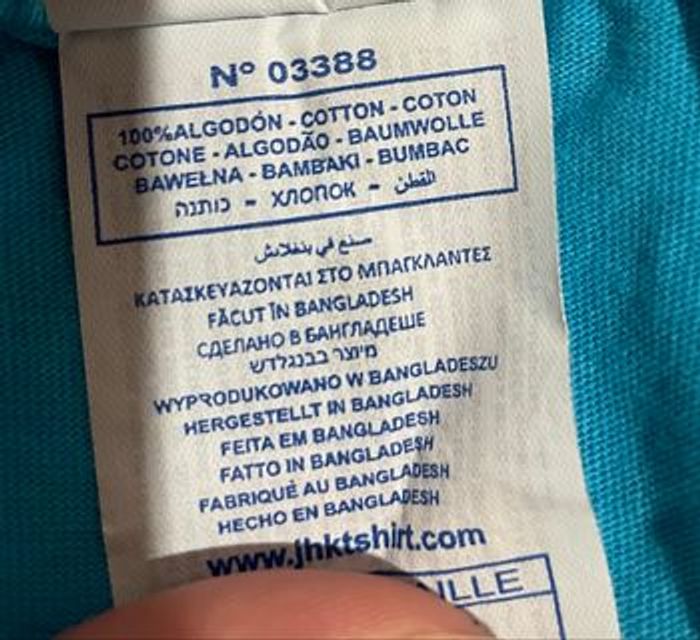 Nº 03388
100%ALGODÓN - COTTON - COTON
COTONE - ALGODÃO - BAUMWOLLE
BAWEŁNA - BAMBAKI - BUMBAC
כותנה - ХЛОПОК - القطن
صنع في بنغلادش
ΚΑΤΑΣΚΕΥΑΖΟΝΤΑΙ ΣΤΟ ΜΠΑΓΚΛΑΝΤΕΣ
FĂCUT ÎN BANGLADESH
СДЕЛАНО В БАНГЛАДЕШЕ
מיוצר בבנגלדש
WYPRODUKOWANO W BANGLADESZU
HERGESTELLT IN BANGLADESH
FEITA EM BANGLADESH
FATTO IN BANGLADESH
FABRIQUÉ AU BANGLADESH
HECHO EN BANGLADESH
www.jhktshirt.com